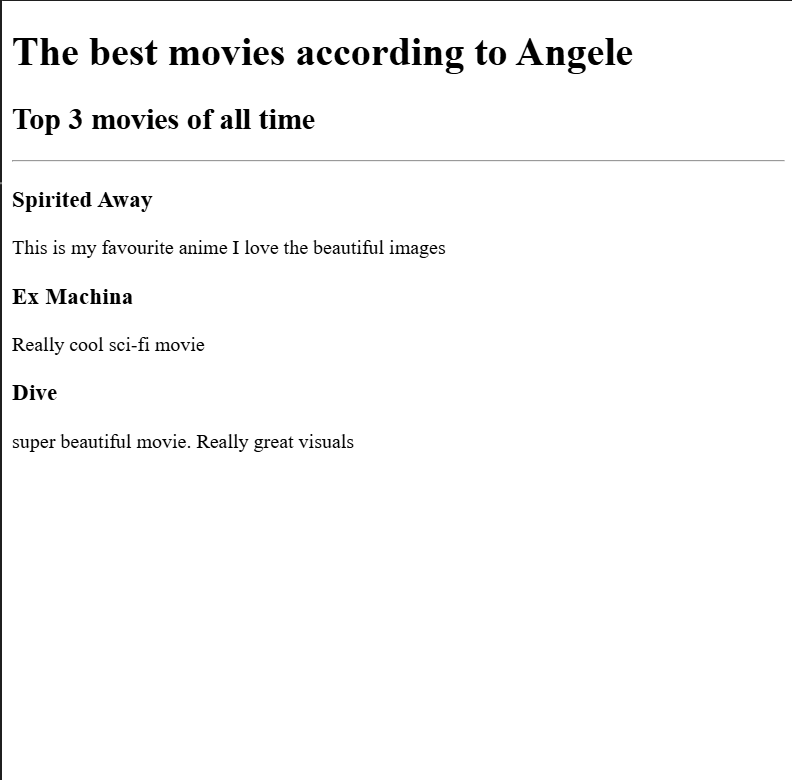 The best movies according to Angele
Top 3 movies of all time
Spirited Away
This is my favourite anime I love the beautiful images
Ex Machina
Really cool sci-fi movie
Dive
super beautiful movie. Really great visuals